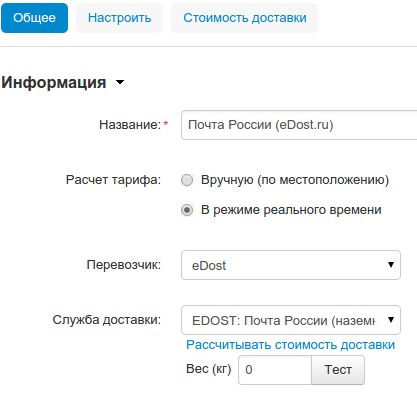 Общее Настроить Стоимость доставки
Информация
Название:* Почта России (eDost.ru)
Расчет тарифа: Вручную (по местоположению)
В режиме реального времени
Перевозчик: eDost
Служба доставки: EDOST: Почта России (назем
Рассчитывать стоимость доставки
Вес (кг) 0 Тест